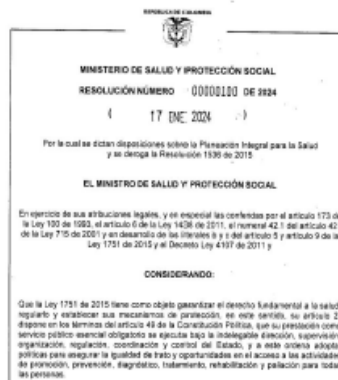 REPÚBLICA DE COLOMBIA
MINISTERIO DE SALUD Y PROTECCIÓN SOCIAL
RESOLUCIÓN NÚMERO 00000100 DE 2024
( 17 ENE 2024 )
Por la cual se dictan disposiciones sobre la Planeación Integral para la Salud
y se deroga la Resolución 1536 de 2015
EL MINISTRO DE SALUD Y PROTECCIÓN SOCIAL
En ejercicio de sus atribuciones legales, y en especial las conferidas por el artículo 173 de
la Ley 100 de 1993, el artículo 6 de la Ley 1438 de 2011, el numeral 42.1 del artículo 42
de la Ley 715 de 2001 y en desarrollo de los literales b y c del artículo 5 y artículo 9 de la
Ley 1751 de 2015 y el Decreto Ley 4107 de 2011 y
CONSIDERANDO:
Que la Ley 1751 de 2015 tiene como objeto garantizar el derecho fundamental a la salud,
regularlo y establecer sus mecanismos de protección, en este sentido, su artículo 2
dispone en los términos del artículo 49 de la Constitución Política, que su prestación como
servicio público esencial obligatorio se ejecuta bajo la indelegable dirección, supervisión,
organización, regulación, coordinación y control del Estado, y a este ordena adoptar
políticas para asegurar la igualdad de trato y oportunidades en el acceso a las actividades
de promoción, prevención, diagnóstico, tratamiento, rehabilitación y paliación para todas
las personas.